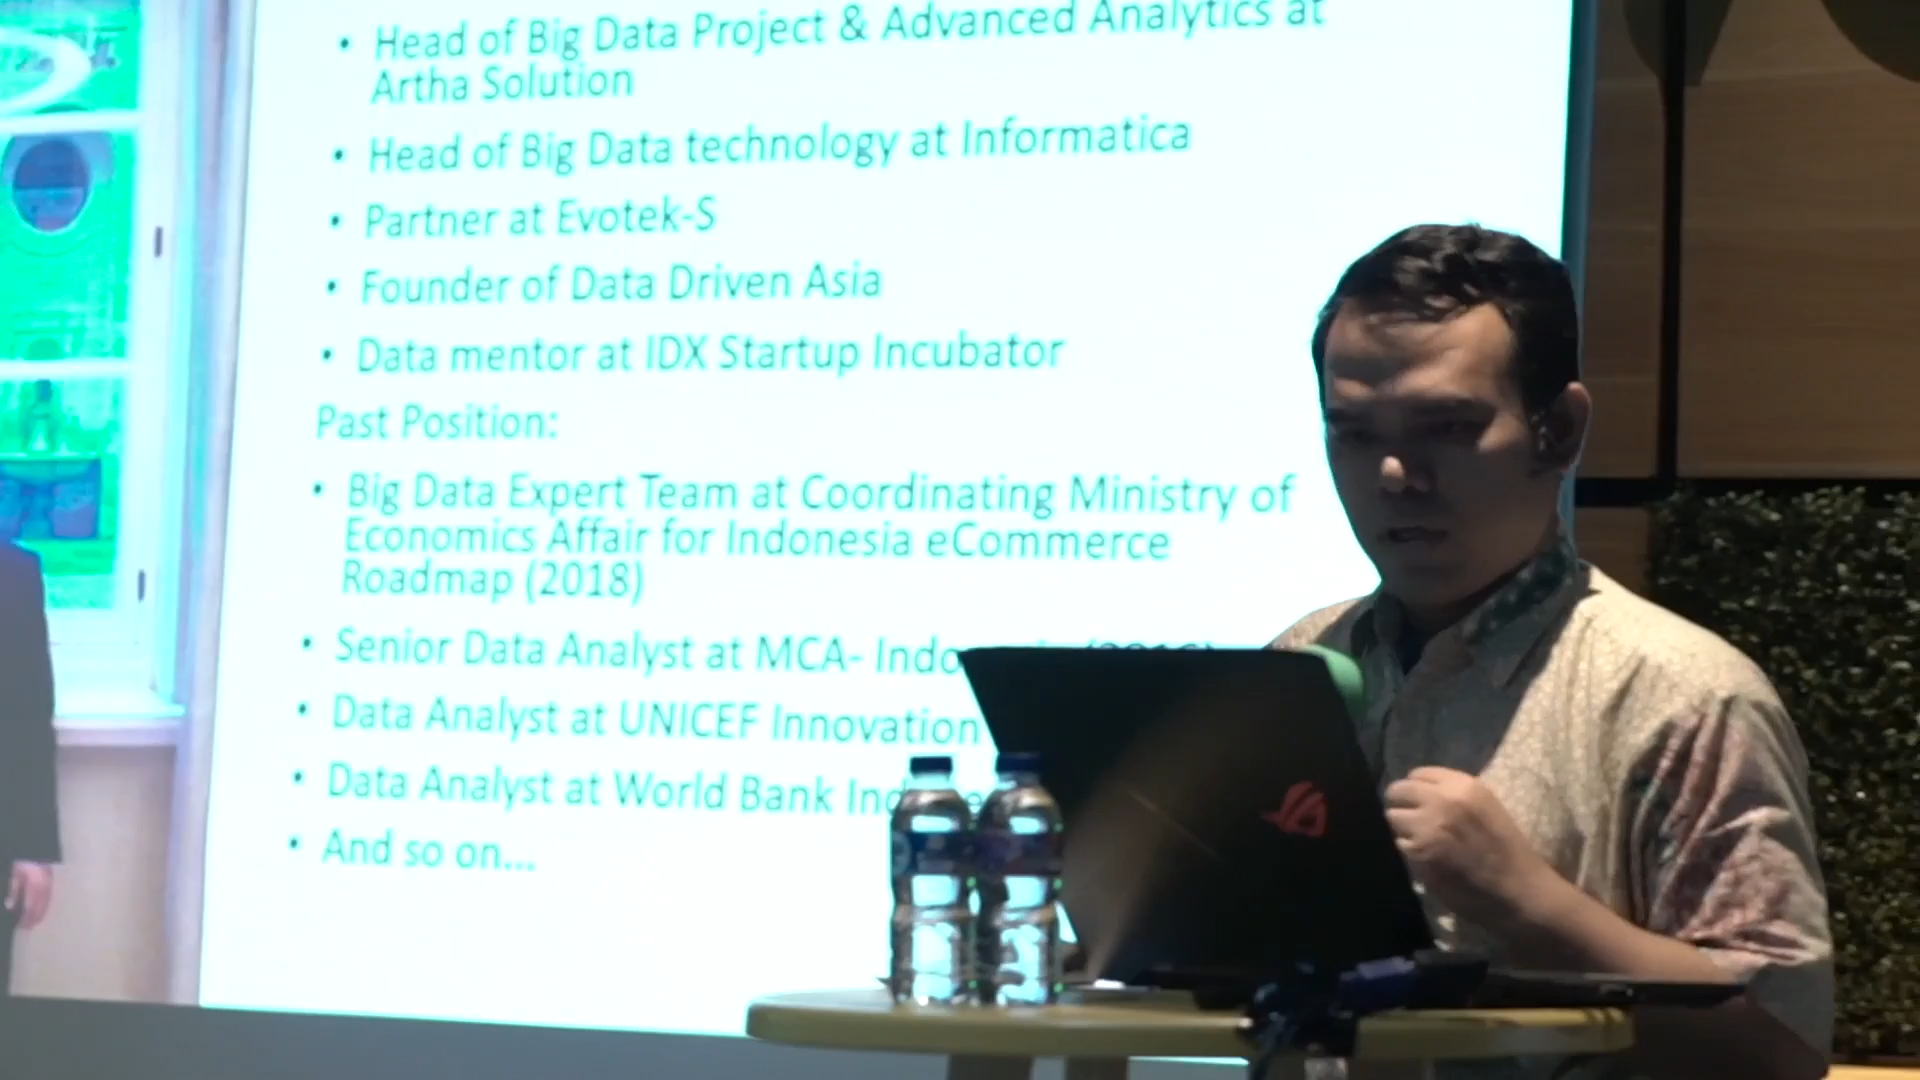 • Head of Big Data Project & Advanced Analytics at
Artha Solution
• Head of Big Data technology at Informatica
• Partner at Evotek-S
• Founder of Data Driven Asia
• Data mentor at IDX Startup Incubator
Past Position:
• Big Data Expert Team at Coordinating Ministry of
Economics Affair for Indonesia eCommerce
Roadmap (2018)
• Senior Data Analyst at MCA-
• Data Analyst at UNICEF Innovation
• Data Analyst at World Bank
• And so on...